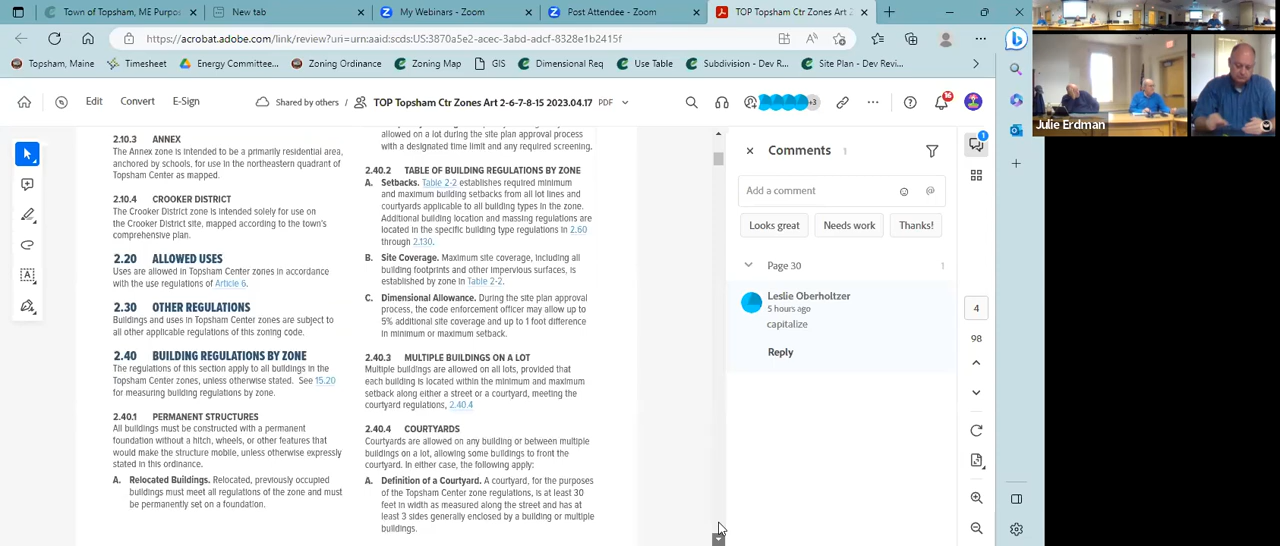 Town of Topsham, ME Purpo
New tab
My Webinars - Zoom
Post Attendee - Zoom
TOP Topsham Ctr Zones Art 2
https://acrobat.adobe.com/link/review?uri=urn:aaid:scds:US:3870a5e2-acec-3abd-adcf-8328e1b2415f
Topsham, Maine
Timesheet
Energy Committee...
Zoning Ordinance
Zoning Map
GIS
Dimensional Req
Use Table
Subdivision - Dev R...
Site Plan - Dev Revi...
Edit
Convert
E-Sign
Shared by others /
TOP Topsham Ctr Zones Art 2-6-7-8-15 2023.04.17 PDF
+3
16
2.10.3 ANNEX
The Annex zone is intended to be a primarily residential area,
anchored by schools, for use in the northeastern quadrant of
Topsham Center as mapped.
2.10.4 CROOKER DISTRICT
The Crooker District zone is intended solely for use on
the Crooker District site, mapped according to the town's
comprehensive plan.
2.20 ALLOWED USES
Uses are allowed in Topsham Center zones in accordance
with the use regulations of Article 6.
2.30 OTHER REGULATIONS
Buildings and uses in Topsham Center zones are subject to
all other applicable regulations of this zoning code.
2.40 BUILDING REGULATIONS BY ZONE
The regulations of this section apply to all buildings in the
Topsham Center zones, unless otherwise stated. See 15.20
for measuring building regulations by zone.
2.40.1 PERMANENT STRUCTURES
All buildings must be constructed with a permanent
foundation without a hitch, wheels, or other features that
would make the structure mobile, unless otherwise expressly
stated in this ordinance.
A. Relocated Buildings. Relocated, previously occupied
buildings must meet all regulations of the zone and must
be permanently set on a foundation.
allowed on a lot during the site plan approval process
with a designated time limit and any required screening.
2.40.2 TABLE OF BUILDING REGULATIONS BY ZONE
A. Setbacks. Table 2-2 establishes required minimum
and maximum building setbacks from all lot lines and
courtyards applicable to all building types in the zone.
Additional building location and massing regulations are
located in the specific building type regulations in 2.60
through 2.130.
B. Site Coverage. Maximum site coverage, including all
building footprints and other impervious surfaces, is
established by zone in Table 2-2.
C. Dimensional Allowance. During the site plan approval
process, the code enforcement officer may allow up to
5% additional site coverage and up to 1 foot difference
in minimum or maximum setback.
2.40.3 MULTIPLE BUILDINGS ON A LOT
Multiple buildings are allowed on all lots, provided that
each building is located within the minimum and maximum
setback along either a street or a courtyard, meeting the
courtyard regulations, 2.40.4
2.40.4 COURTYARDS
Courtyards are allowed on any building or between multiple
buildings on a lot, allowing some buildings to front the
courtyard. In either case, the following apply:
A. Definition of a Courtyard. A courtyard, for the purposes
of the Topsham Center zone regulations, is at least 30
feet in width as measured along the street and has at
least 3 sides generally enclosed by a building or multiple
buildings.
Comments 1
Add a comment
Looks great
Needs work
Thanks!
Page 30
1
Leslie Oberholtzer
5 hours ago
capitalize
Reply
1
4
98
Julie Erdman